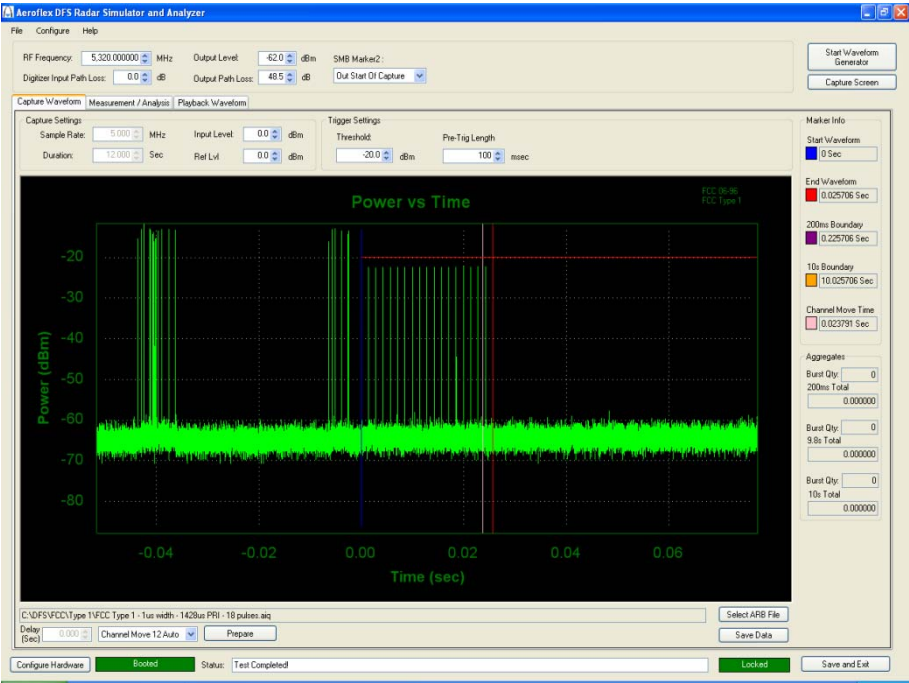 Aeroflex DFS Radar Simulator and Analyzer
File Configure Help
RF Frequency: 5,320.000000 MHz Output Level: -62.0 dBm SMB Marker2 :
Digitizer Input Path Loss: 0.0 dB Output Path Loss: 48.5 dB Out Start Of Capture
Start Waveform Generator
Capture Screen
Capture Waveform Measurement / Analysis Playback Waveform
Capture Settings
Sample Rate: 5.000 MHz Input Level: 0.0 dBm
Duration: 12.000 Sec Ref Lvl 0.0 dBm
Trigger Settings
Threshold: Pre-Trig Length
-20.0 dBm 100 msec
Marker Info
Start Waveform
0 Sec
End Waveform
0.025706 Sec
200ms Boundary
0.225706 Sec
10s Boundary
10.025706 Sec
Channel Move Time
0.023791 Sec
Aggregates
Burst Qty: 0
200ms Total
0.000000
Burst Qty: 0
9.8s Total
0.000000
Burst Qty: 0
10s Total
0.000000
Power vs Time
FCC 06-96
FCC Type 1
Power (dBm)
-20
-30
-40
-50
-60
-70
-80
-0.04 -0.02 0.00 0.02 0.04 0.06
Time (sec)
C:\DFS\FCC\Type 1\FCC Type 1 - 1us width - 1428us PRI - 18 pulses.aiq
Select ARB File
Delay (Sec) 0.000 Channel Move 12 Auto Prepare
Save Data
Configure Hardware Booted Status: Test Completed! Locked Save and Exit